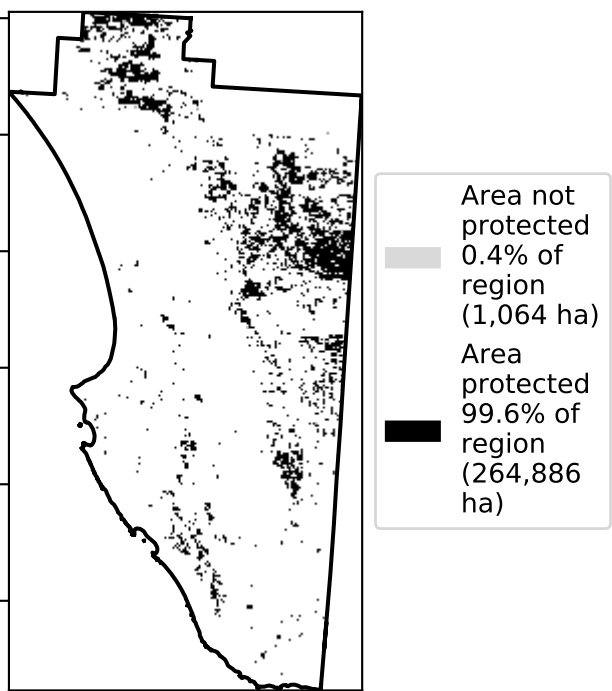 Area not
protected
0.4% of
region
(1,064 ha)
Area
protected
99.6% of
region
(264,886
ha)